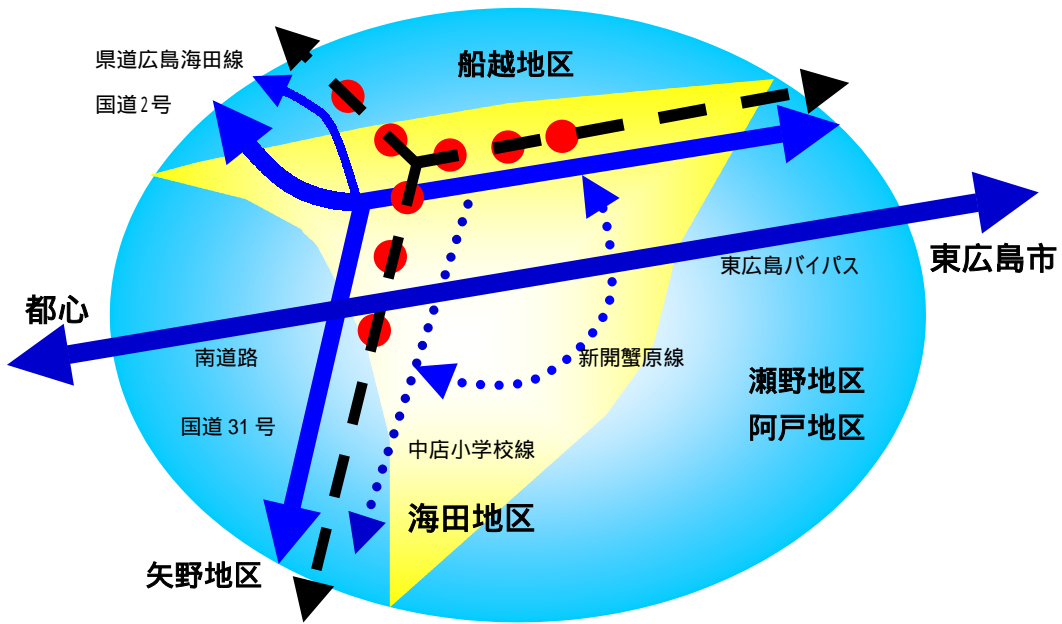 船越地区
県道広島海田線
国道2号
東広島市
東広島バイパス
都心
南道路
新開蟹原線
瀬野地区
阿戸地区
国道 31 号
中店小学校線
海田地区
矢野地区